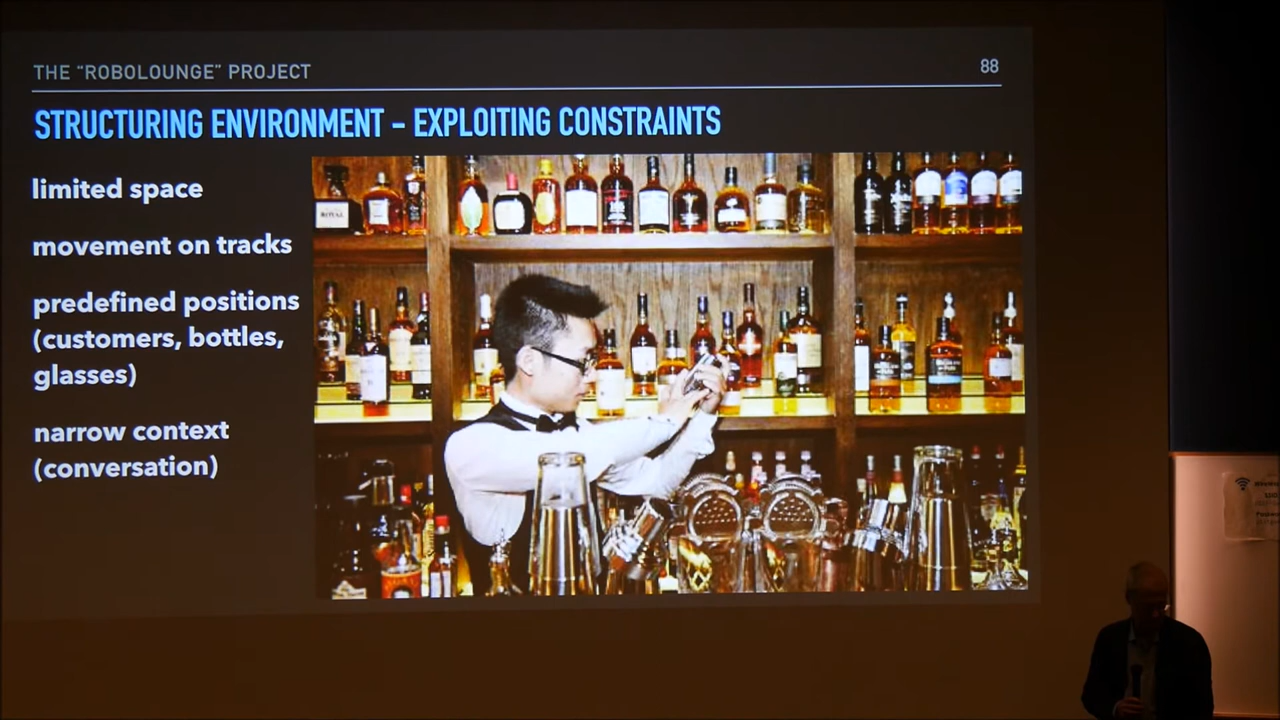 THE "ROBOLOUNGE" PROJECT
88
STRUCTURING ENVIRONMENT - EXPLOITING CONSTRAINTS
limited space
movement on tracks
predefined positions
(customers, bottles,
glasses)
narrow context
(conversation)
ROYAL